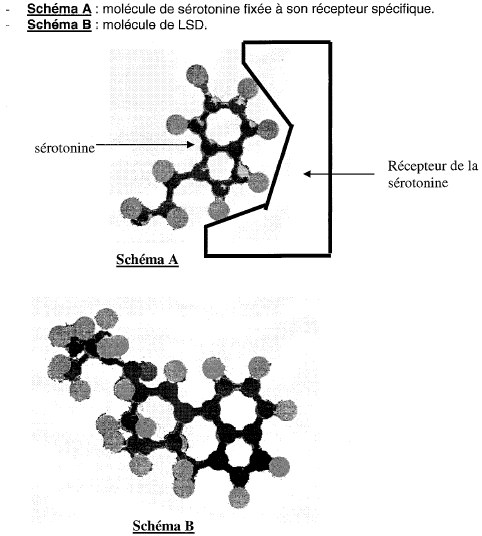 - Schéma A : molécule de sérotonine fixée à son récepteur spécifique.
- Schéma B : molécule de LSD.
sérotonine
Récepteur de la
sérotonine
Schéma A
Schéma B